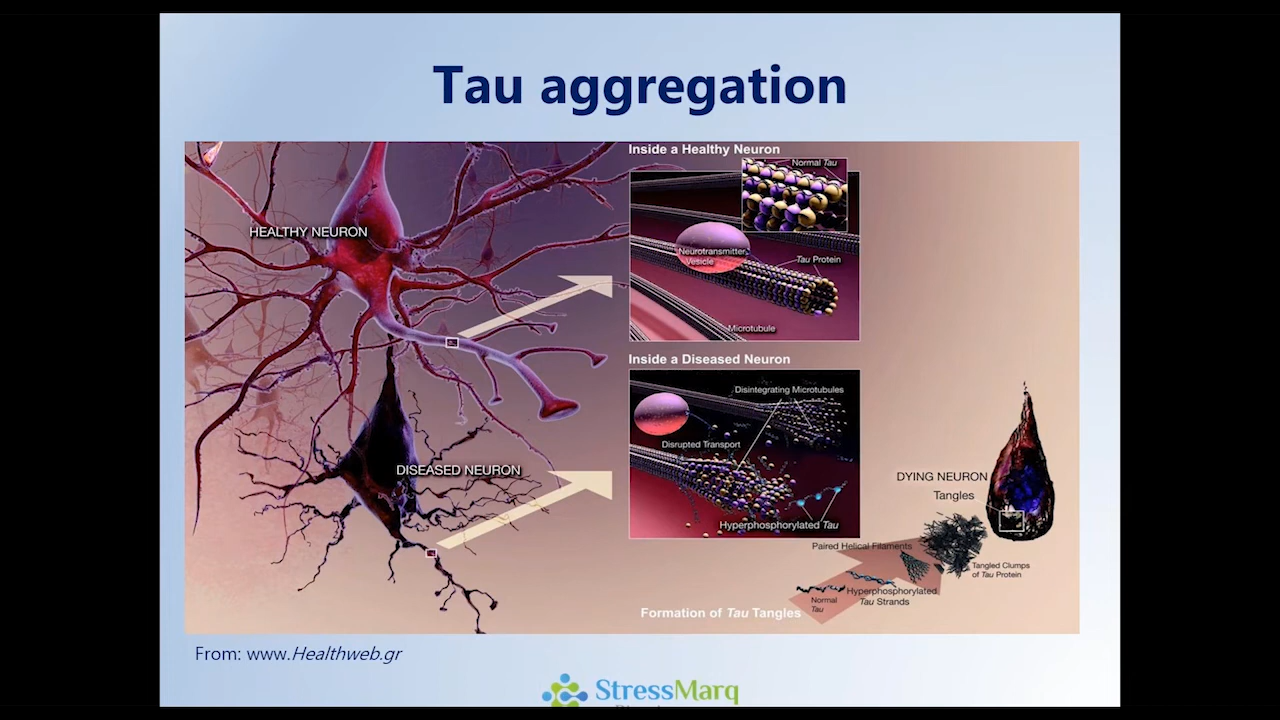 Tau aggregation
HEALTHY NEURON
Inside a Healthy Neuron
Normal Tau
Neurotransmitter
Vesicle
Tau Protein
Microtubule
DISEASED NEURON
Inside a Diseased Neuron
Disintegrating Microtubules
Disrupted Transport
Hyperphosphorylated Tau
DYING NEURON
Tangles
Paired Helical Filaments
Tangled Clumps
of Tau Protein
Hyperphosphorylated
Tau Strands
Normal
Tau
Formation of Tau Tangles
From: www.Healthweb.gr
StressMarq